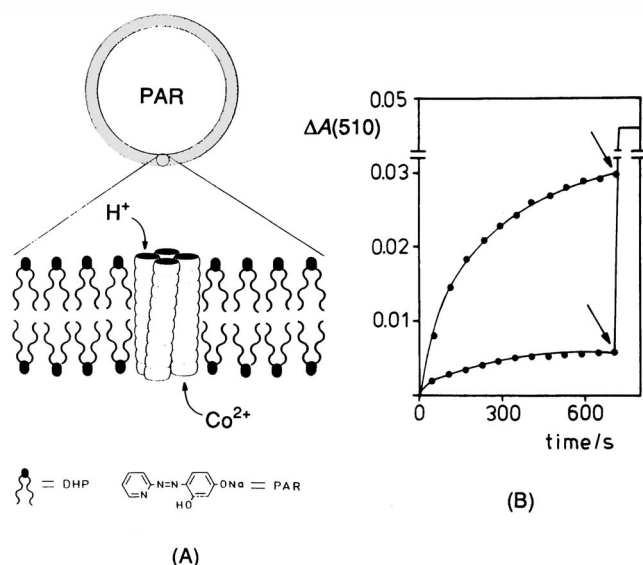 PAR
H+
Co2+
= DHP
N=N
N
HO
ONa = PAR
(A)
ΔA(510)
0.05
0.03
0.02
0.01
0
300
600
time/s
(B)